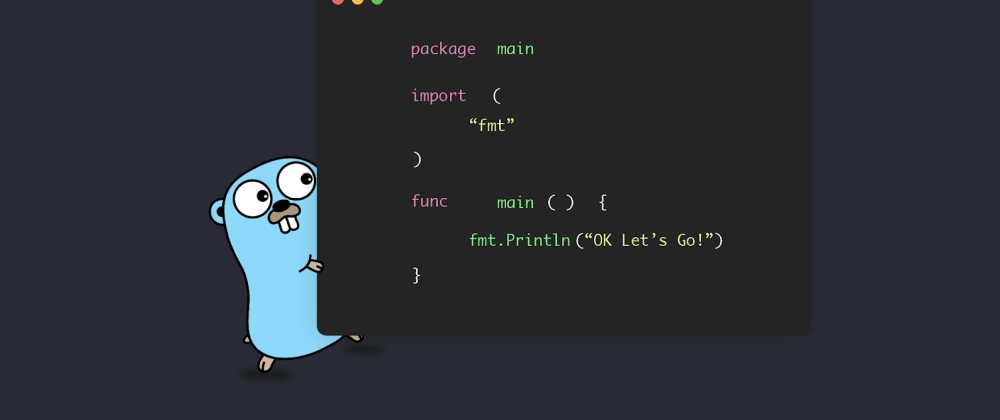 package main
import (
“fmt”
)
func main ( ) {
fmt.Println(“OK Let’s Go!”)
}